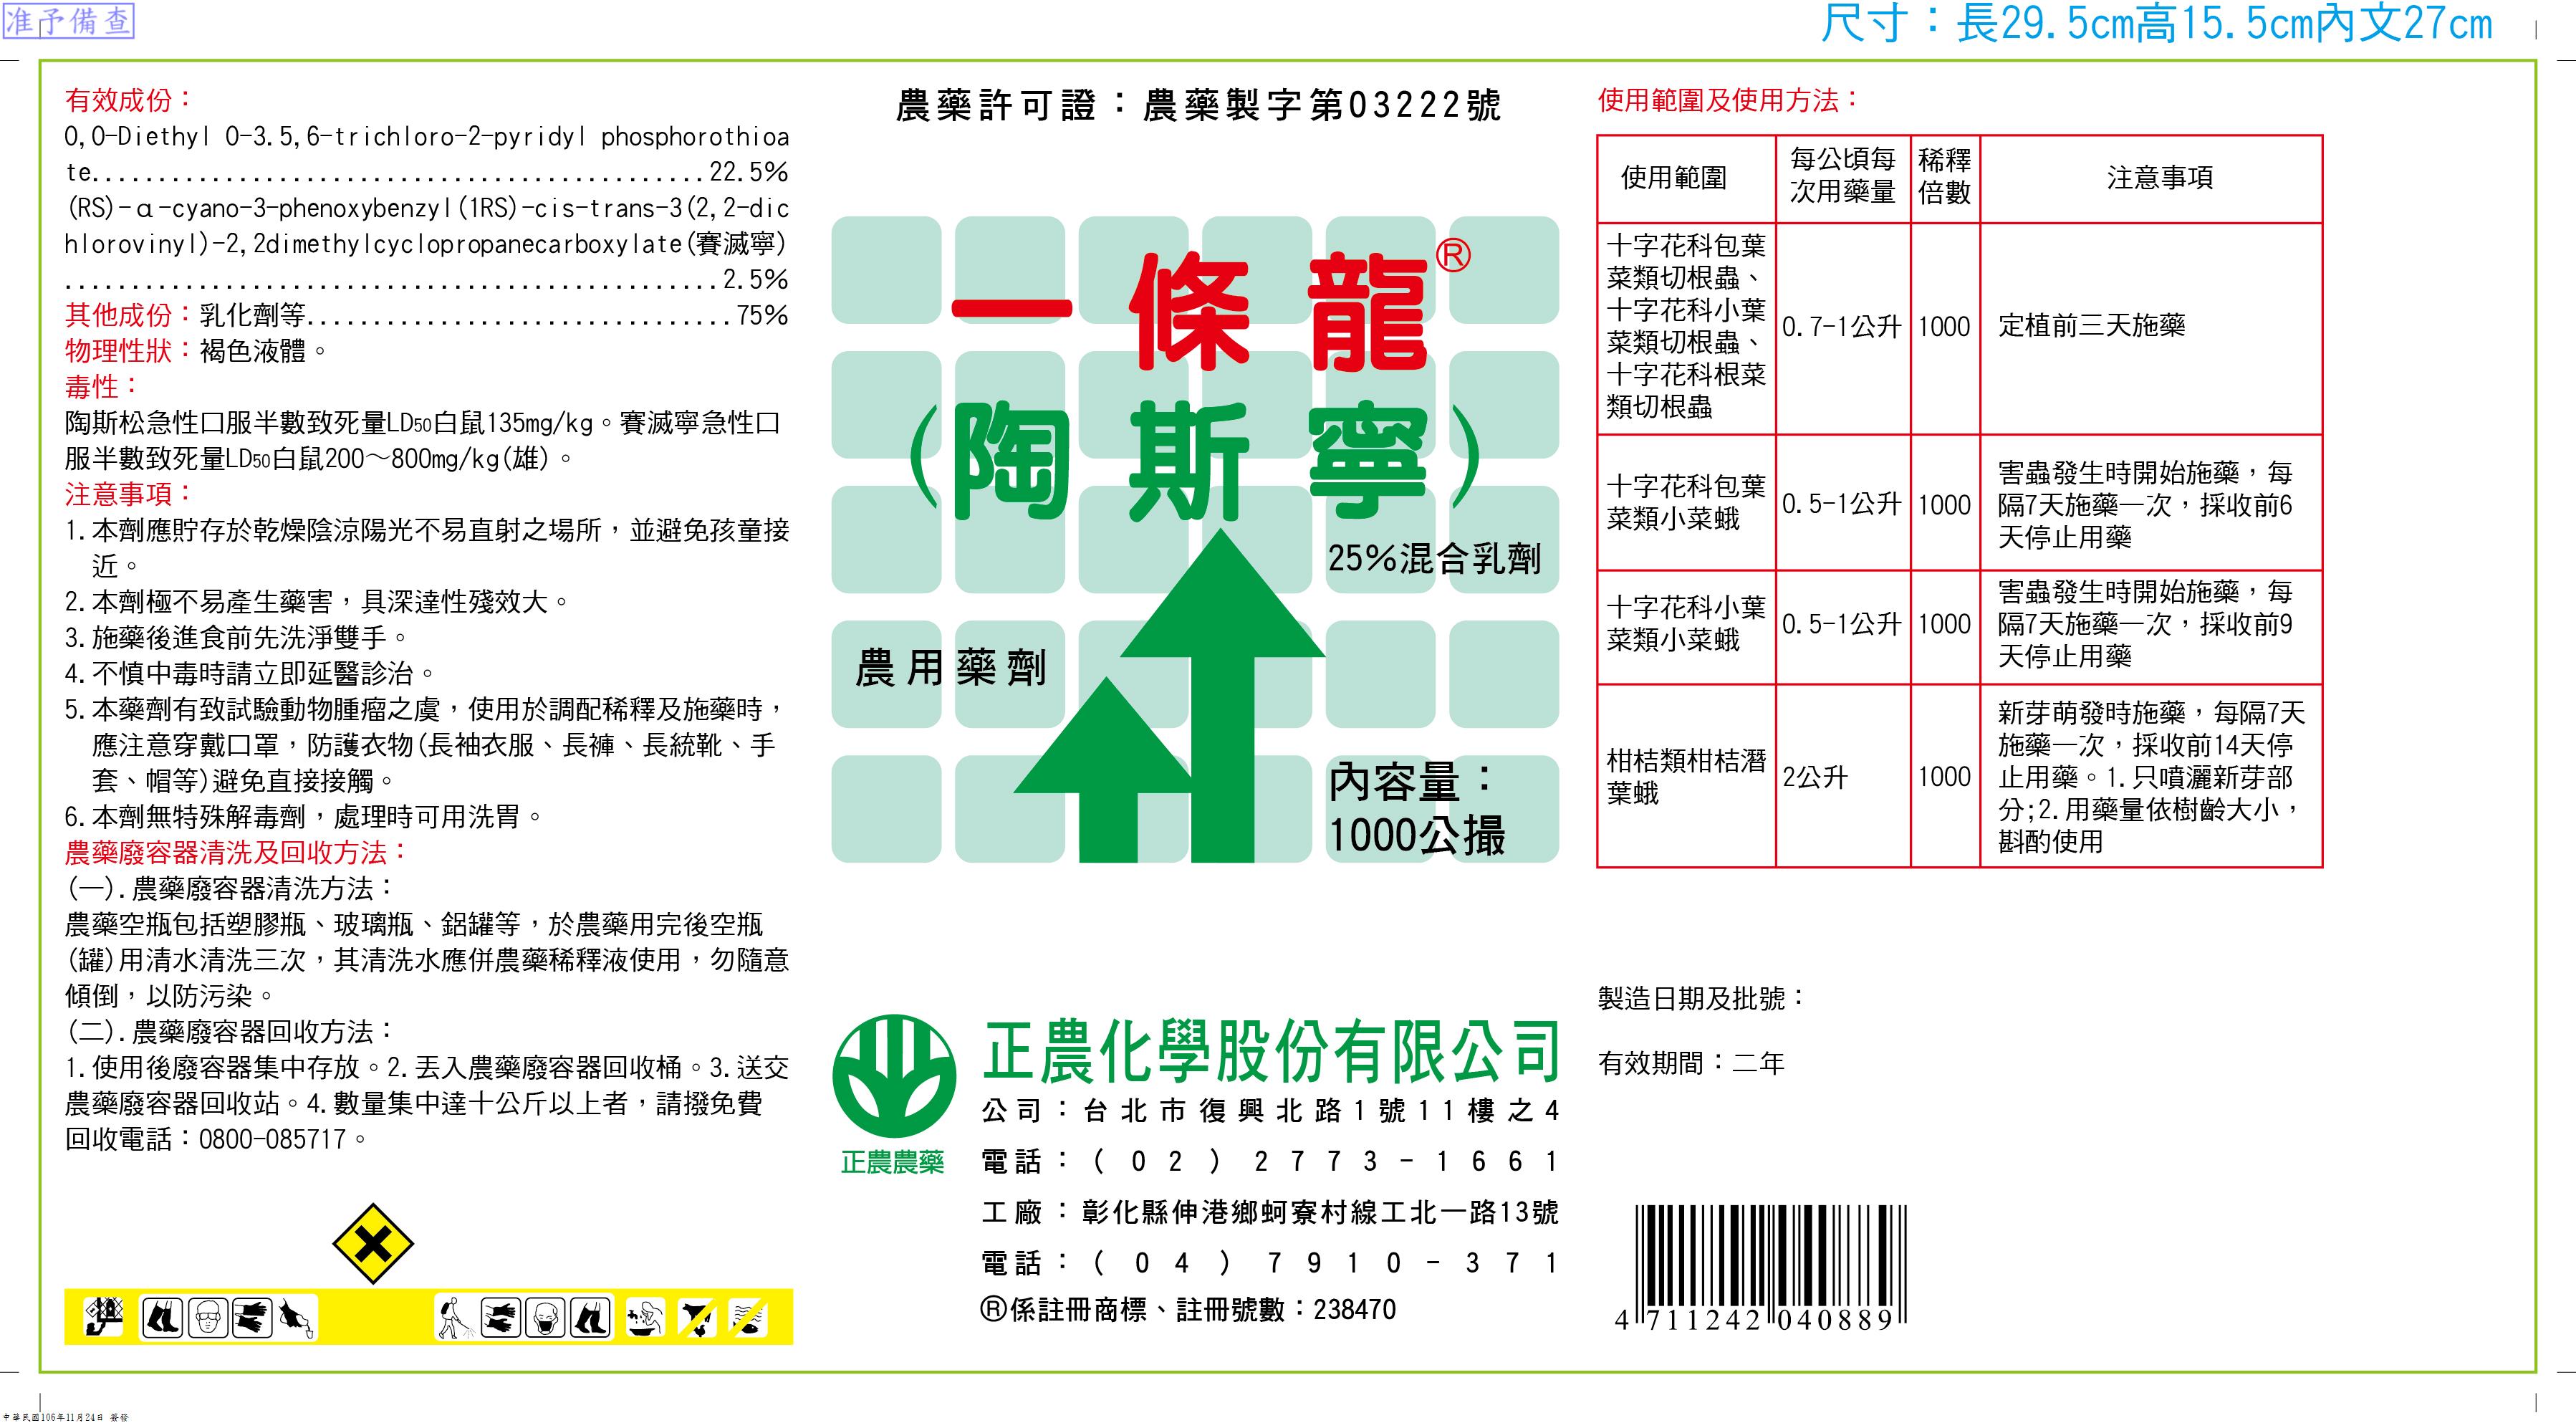 准予備查
尺寸：長29.5cm高15.5cm內文27cm
有效成份：
O,O-Diethyl O-3.5,6-trichloro-2-pyridyl phosphorothioa
te..............................................22.5%
(RS)-α-cyano-3-phenoxybenzyl(1RS)-cis-trans-3(2,2-dic
hlorovinyl)-2,2dimethylcyclopropanecarboxylate(賽滅寧)
.................................................2.5%
其他成份：乳化劑等................................75%
物理性狀：褐色液體。
毒性：
陶斯松急性口服半數致死量LD50白鼠135mg/kg。賽滅寧急性口
服半數致死量LD50白鼠200～800mg/kg(雄)。
注意事項：
1.本劑應貯存於乾燥陰涼陽光不易直射之場所，並避免孩童接
近。
2.本劑極不易產生藥害，具深達性殘效大。
3.施藥後進食前先洗淨雙手。
4.不慎中毒時請立即延醫診治。
5.本藥劑有致試驗動物腫瘤之虞，使用於調配稀釋及施藥時，
應注意穿戴口罩，防護衣物(長袖衣服、長褲、長統靴、手
套、帽等)避免直接接觸。
6.本劑無特殊解毒劑，處理時可用洗胃。
農藥廢容器清洗及回收方法：
(一).農藥廢容器清洗方法：
農藥空瓶包括塑膠瓶、玻璃瓶、鋁罐等，於農藥用完後空瓶
(罐)用清水清洗三次，其清洗水應併農藥稀釋液使用，勿隨意
傾倒，以防污染。
(二).農藥廢容器回收方法：
1.使用後廢容器集中存放。2.丟入農藥廢容器回收桶。3.送交
農藥廢容器回收站。4.數量集中達十公斤以上者，請撥免費
回收電話：0800-085717。
農藥許可證：農藥製字第03222號
一條龍®
(陶斯寧)
25%混合乳劑
農用藥劑
內容量：
1000公撮
正農農藥
正農化學股份有限公司
公司：台北市復興北路1號11樓之4
電話：(02)2773-1661
工廠：彰化縣伸港鄉蚵寮村線工北一路13號
電話：(04)7910-371
®係註冊商標、註冊號數：238470
使用範圍及使用方法：
使用範圍
每公頃每
次用藥量
稀釋
倍數
注意事項
十字花科包葉
菜類切根蟲、
十字花科小葉
菜類切根蟲、
十字花科根菜
類切根蟲
0.7-1公升
1000
定植前三天施藥
十字花科包葉
菜類小菜蛾
0.5-1公升
1000
害蟲發生時開始施藥，每
隔7天施藥一次，採收前6
天停止用藥
十字花科小葉
菜類小菜蛾
0.5-1公升
1000
害蟲發生時開始施藥，每
隔7天施藥一次，採收前9
天停止用藥
柑桔類柑桔潛
葉蛾
2公升
1000
新芽萌發時施藥，每隔7天
施藥一次，採收前14天停
止用藥。1.只噴灑新芽部
分;2.用藥量依樹齡大小，
斟酌使用
製造日期及批號：
有效期間：二年
4 711242 040889
中華民國106年11月24日 簽發